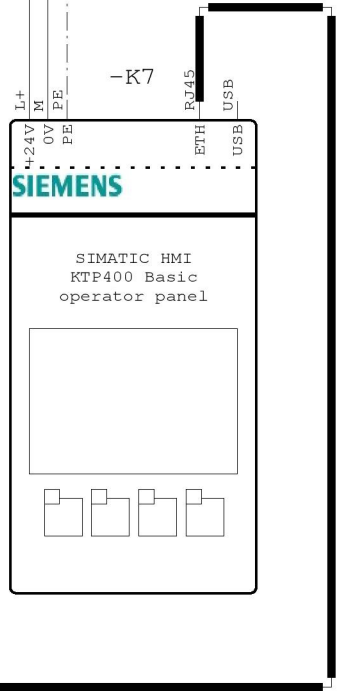 -K7
L+
M
PE
RJ45
USB
+24V
0V
PE
ETH
USB
SIEMENS
SIMATIC HMI
KTP400 Basic
operator panel